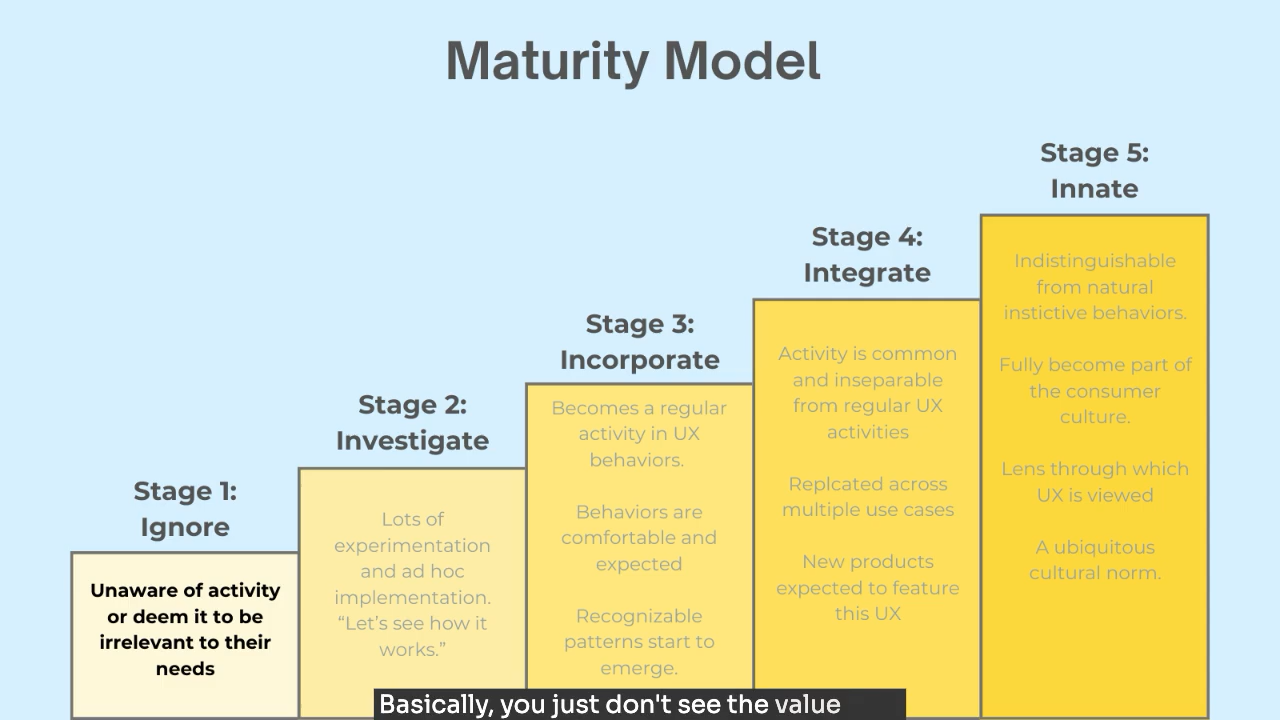 Maturity Model
Stage 1:
Ignore
Unaware of activity
or deem it to be
irrelevant to their
needs
Stage 2:
Investigate
Lots of
experimentation
and ad hoc
implementation.
“Let’s see how it
works.”
Stage 3:
Incorporate
Becomes a regular
activity in UX
behaviors.
Behaviors are
comfortable and
expected
Recognizable
patterns start to
emerge.
Stage 4:
Integrate
Activity is common
and inseparable
from regular UX
activities
Replcated across
multiple use cases
New products
expected to feature
this UX
Stage 5:
Innate
Indistinguishable
from natural
instictive behaviors.
Fully become part of
the consumer
culture.
Lens through which
UX is viewed
A ubiquitous
cultural norm.
Basically, you just don't see the value